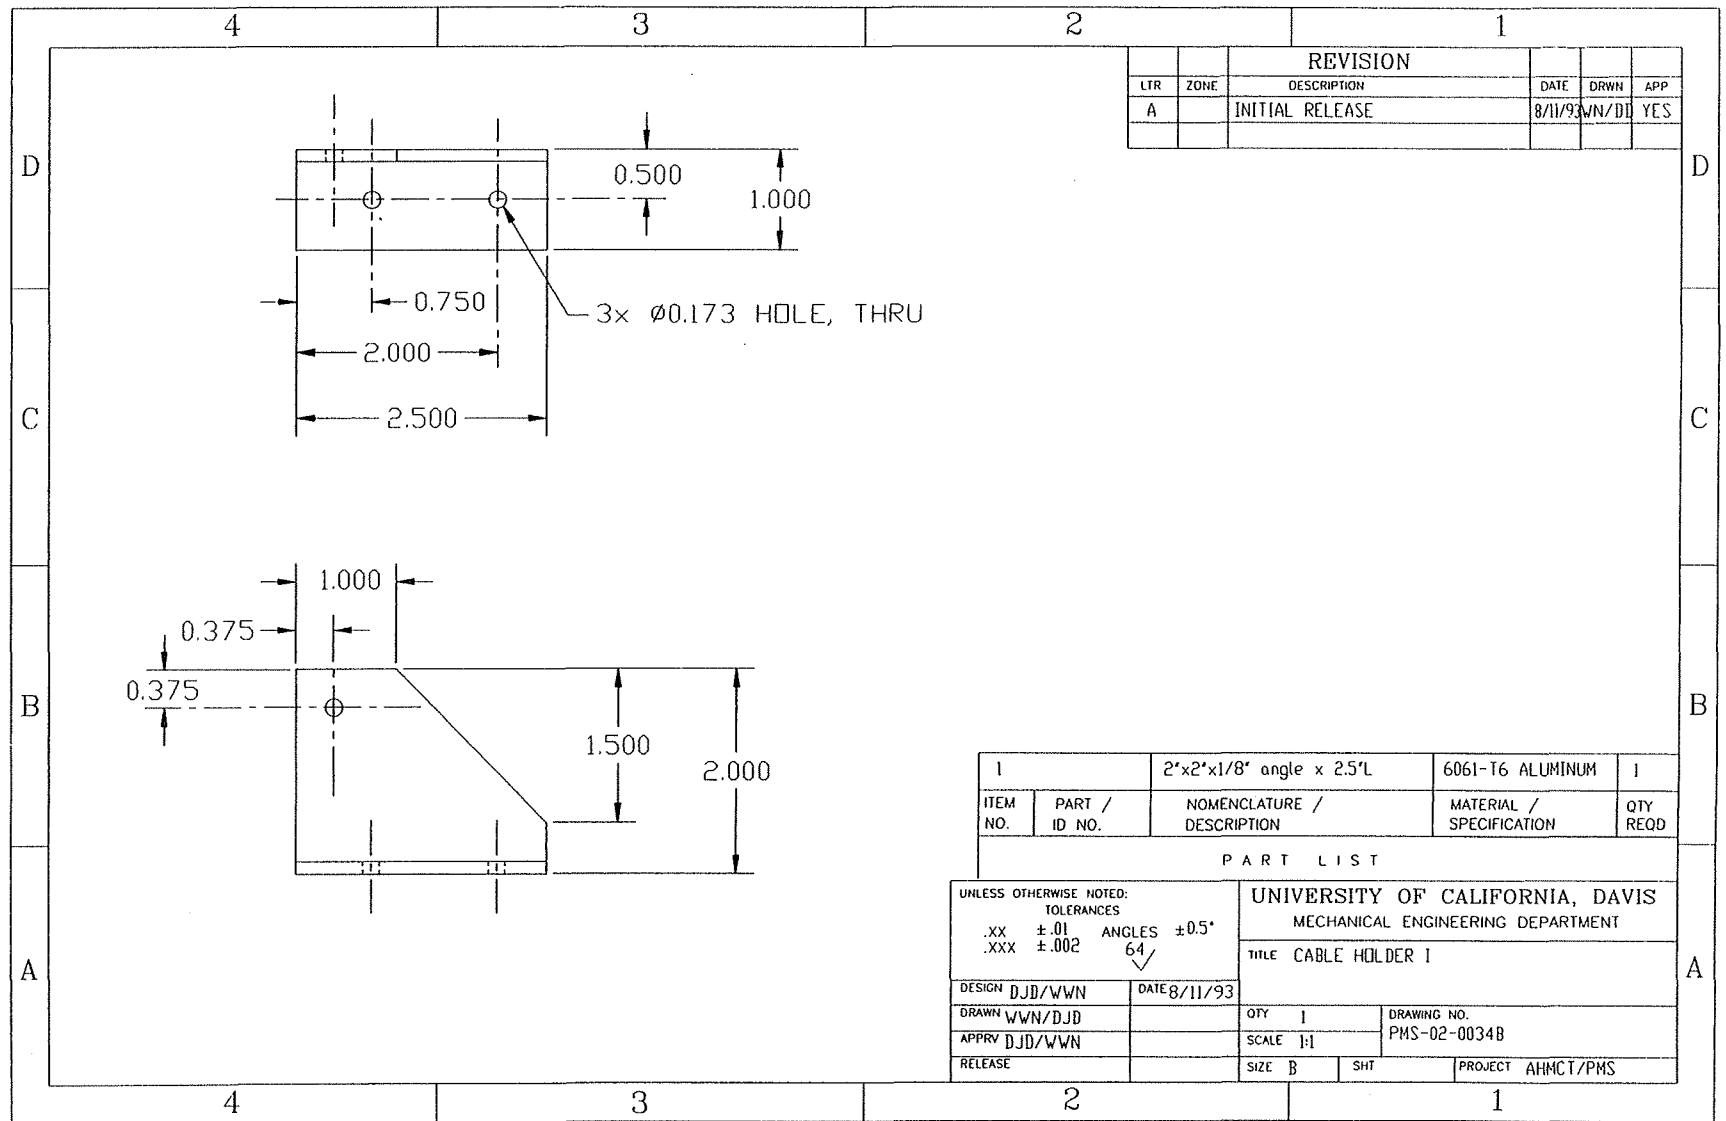 4 3 2 1
REVISION
LTR ZONE DESCRIPTION DATE DRWN APP
A INITIAL RELEASE 8/11/93 WN/DD YES
D D
0.500
1.000
0.750
3x Ø0.173 HOLE, THRU
2.000
2.500
C C
1.000
0.375
0.375
B B
1.500
2.000
1 2"x2"x1/8" angle x 2.5"L 6061-T6 ALUMINUM 1
ITEM NO. PART / ID NO. NOMENCLATURE / DESCRIPTION MATERIAL / SPECIFICATION QTY REQD
PART LIST
UNLESS OTHERWISE NOTED:
TOLERANCES
.XX ±.01 ANGLES ±0.5°
.XXX ±.002 64
UNIVERSITY OF CALIFORNIA, DAVIS
MECHANICAL ENGINEERING DEPARTMENT
TITLE CABLE HOLDER I
A A
DESIGN DJD/WWN DATE 8/11/93
DRAWN WWN/DJD
APPRV DJD/WWN
RELEASE
QTY 1
SCALE 1:1
DRAWING NO.
PMS-02-0034B
SIZE B SHT PROJECT AHMCT/PMS
4 3 2 1